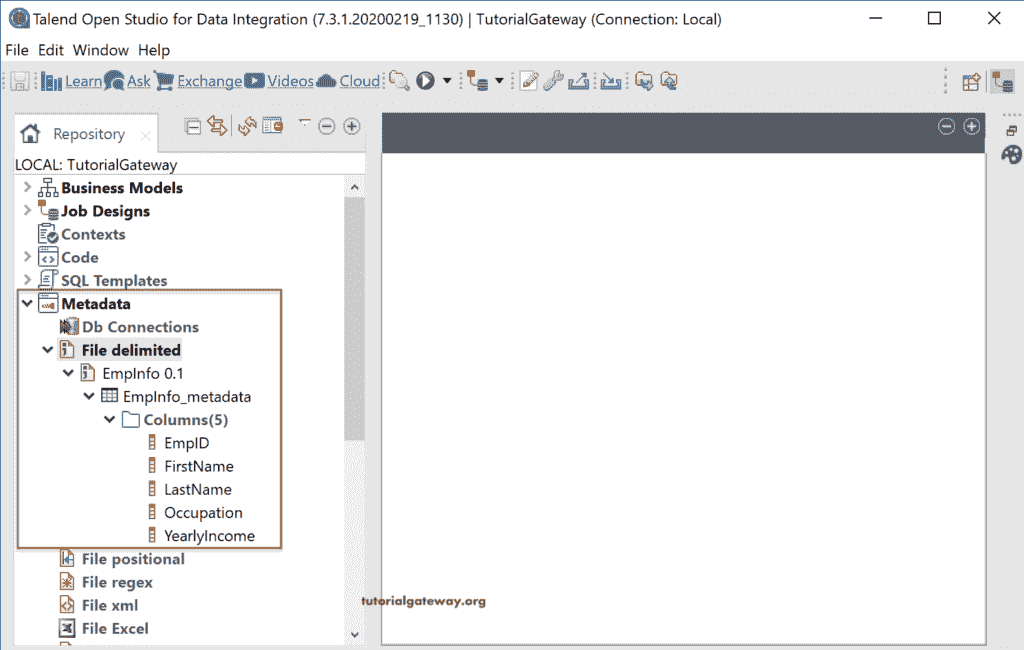 Talend Open Studio for Data Integration (7.3.1.20200219_1130) | TutorialGateway (Connection: Local)
File Edit Window Help
Learn Ask Exchange Videos Cloud
Repository
LOCAL: TutorialGateway
Business Models
Job Designs
Contexts
Code
SQL Templates
Metadata
Db Connections
File delimited
EmpInfo 0.1
EmpInfo_metadata
Columns(5)
EmpID
FirstName
LastName
Occupation
YearlyIncome
File positional
File regex
File xml
File Excel
tutorialgateway.org